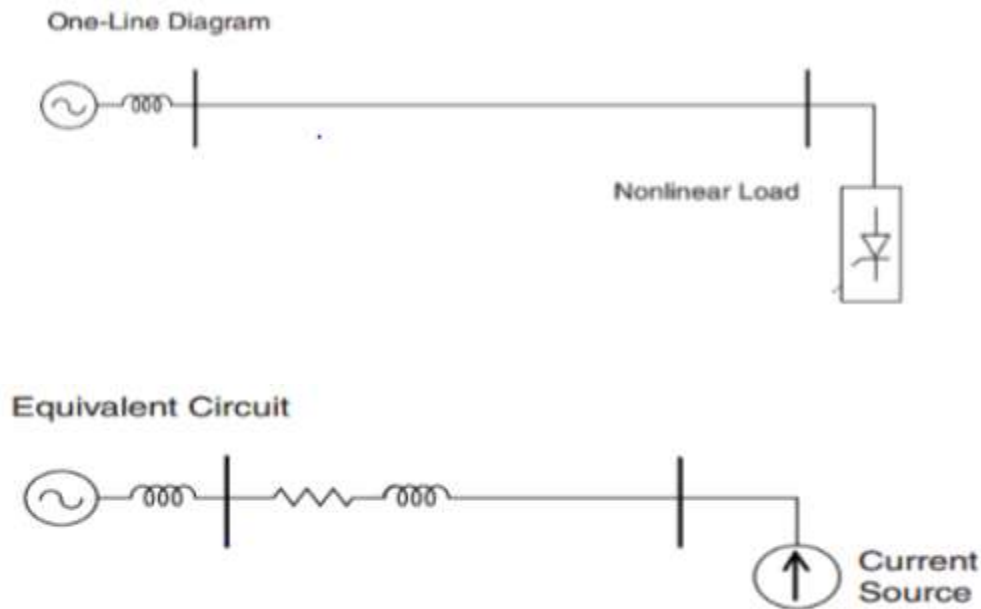 One-Line Diagram
Nonlinear Load
Equivalent Circuit
Current
Source